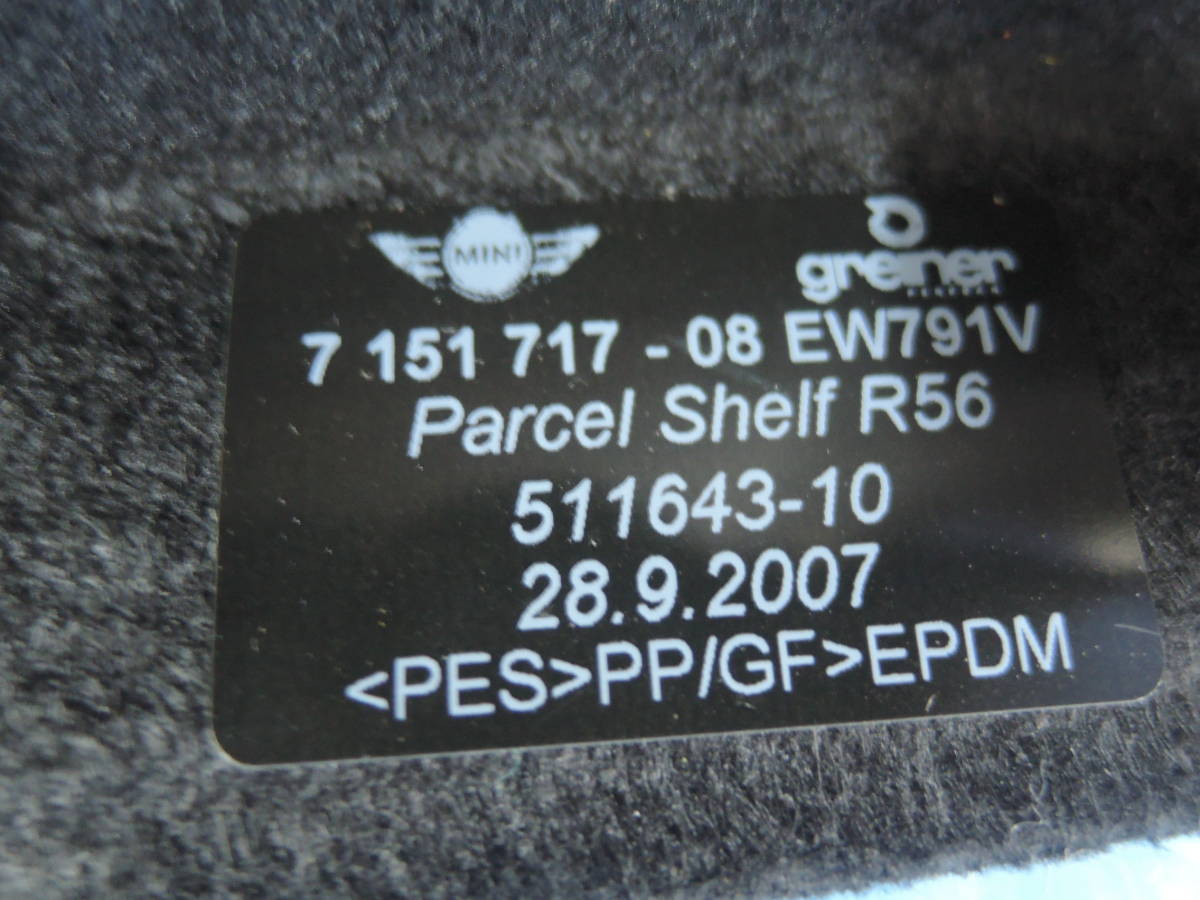 MINI greiner
7 151 717 - 08 EW791V
Parcel Shelf R56
511643-10
28.9.2007
<PES>PP/GF>EPDM